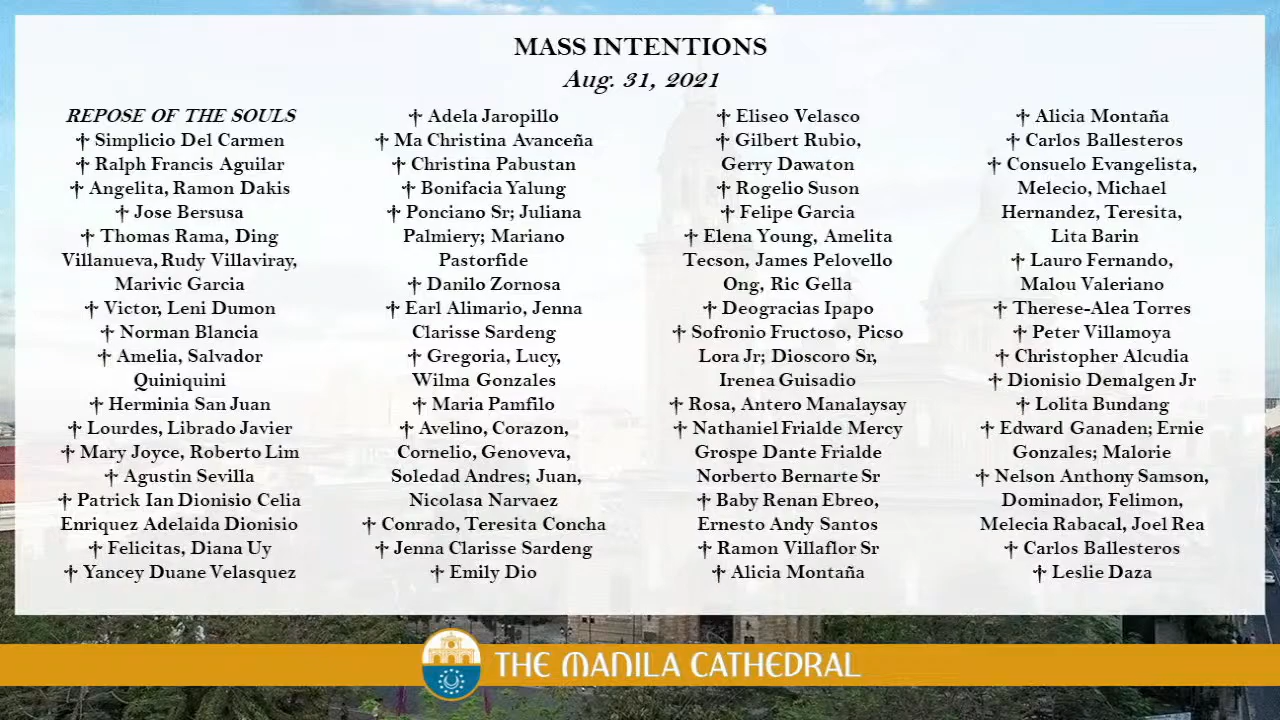 MASS INTENTIONS
Aug. 31, 2021
REPOSE OF THE SOULS
✝ Simplicio Del Carmen
✝ Ralph Francis Aguilar
✝ Angelita, Ramon Dakis
✝ Jose Bersusa
✝ Thomas Rama, Ding
Villanueva, Rudy Villaviray,
Marivic Garcia
✝ Victor, Leni Dumon
✝ Norman Blancia
✝ Amelia, Salvador
Quiniquini
✝ Herminia San Juan
✝ Lourdes, Librado Javier
✝ Mary Joyce, Roberto Lim
✝ Agustin Sevilla
✝ Patrick Ian Dionisio Celia
Enriquez Adelaida Dionisio
✝ Felicitas, Diana Uy
✝ Yancey Duane Velasquez
✝ Adela Jaropillo
✝ Ma Christina Avanceña
✝ Christina Pabustan
✝ Bonifacia Yalung
✝ Ponciano Sr; Juliana
Palmiery; Mariano
Pastorfide
✝ Danilo Zornosa
✝ Earl Alimario, Jenna
Clarisse Sardeng
✝ Gregoria, Lucy,
Wilma Gonzales
✝ Maria Pamfilo
✝ Avelino, Corazon,
Cornelio, Genoveva,
Soledad Andres; Juan,
Nicolasa Narvaez
✝ Conrado, Teresita Concha
✝ Jenna Clarisse Sardeng
✝ Emily Dio
✝ Eliseo Velasco
✝ Gilbert Rubio,
Gerry Dawaton
✝ Rogelio Suson
✝ Felipe Garcia
✝ Elena Young, Amelita
Tecson, James Pelovello
Ong, Ric Gella
✝ Deogracias Ipapo
✝ Sofronio Fructoso, Picso
Lora Jr; Dioscoro Sr,
Irenea Guisadio
✝ Rosa, Antero Manalaysay
✝ Nathaniel Frialde Mercy
Grospe Dante Frialde
Norberto Bernarte Sr
✝ Baby Renan Ebreo,
Ernesto Andy Santos
✝ Ramon Villaflor Sr
✝ Alicia Montaña
✝ Alicia Montaña
✝ Carlos Ballesteros
✝ Consuelo Evangelista,
Melecio, Michael
Hernandez, Teresita,
Lita Barin
✝ Lauro Fernando,
Malou Valeriano
✝ Therese-Alea Torres
✝ Peter Villamoya
✝ Christopher Alcudia
✝ Dionisio Demalgen Jr
✝ Lolita Bundang
✝ Edward Ganaden; Ernie
Gonzales; Malorie
✝ Nelson Anthony Samson,
Dominador, Felimon,
Melecia Rabacal, Joel Rea
✝ Carlos Ballesteros
✝ Leslie Daza
THE MANILA CATHEDRAL